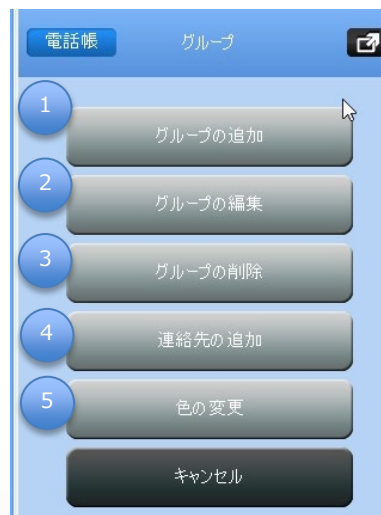 電話帳 グループ
1
グループの追加
2
グループの編集
3
グループの削除
4
連絡先の追加
5
色の変更
キャンセル